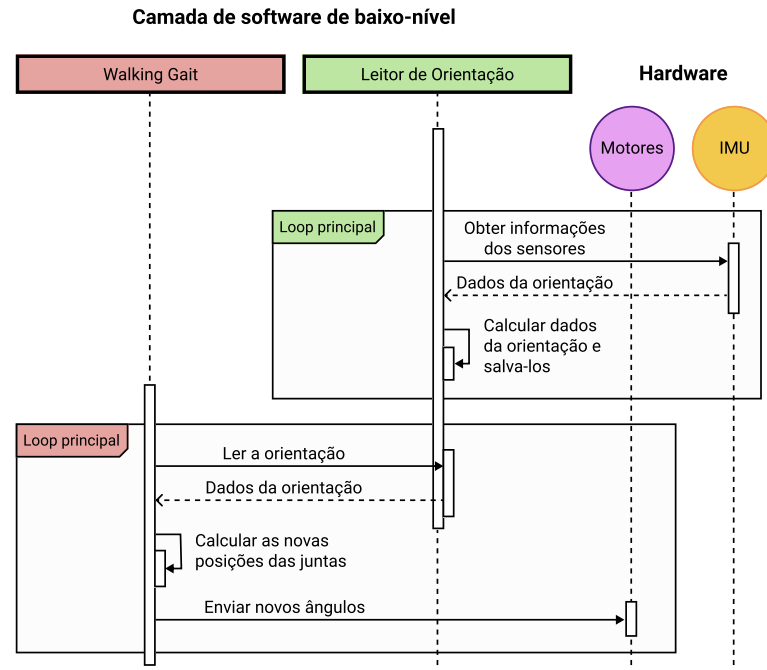 Camada de software de baixo-nível
Walking Gait
Leitor de Orientação
Hardware
Motores
IMU
Loop principal
Obter informações
dos sensores
Dados da orientação
Calcular dados
da orientação e
salva-los
Loop principal
Ler a orientação
Dados da orientação
Calcular as novas
posições das juntas
Enviar novos ângulos